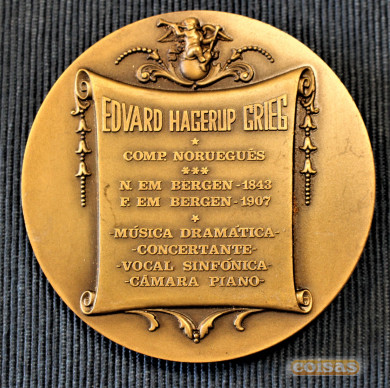 EDVARD HAGERUP GRIEG
*
COMP. NORUEGUÊS
***
N. EM BERGEN-1843
F. EM BERGEN-1907
*
-MÚSICA DRAMÁTICA-
-CONCERTANTE-
-VOCAL SINFÓNICA-
-CÂMARA PIANO-
coisas